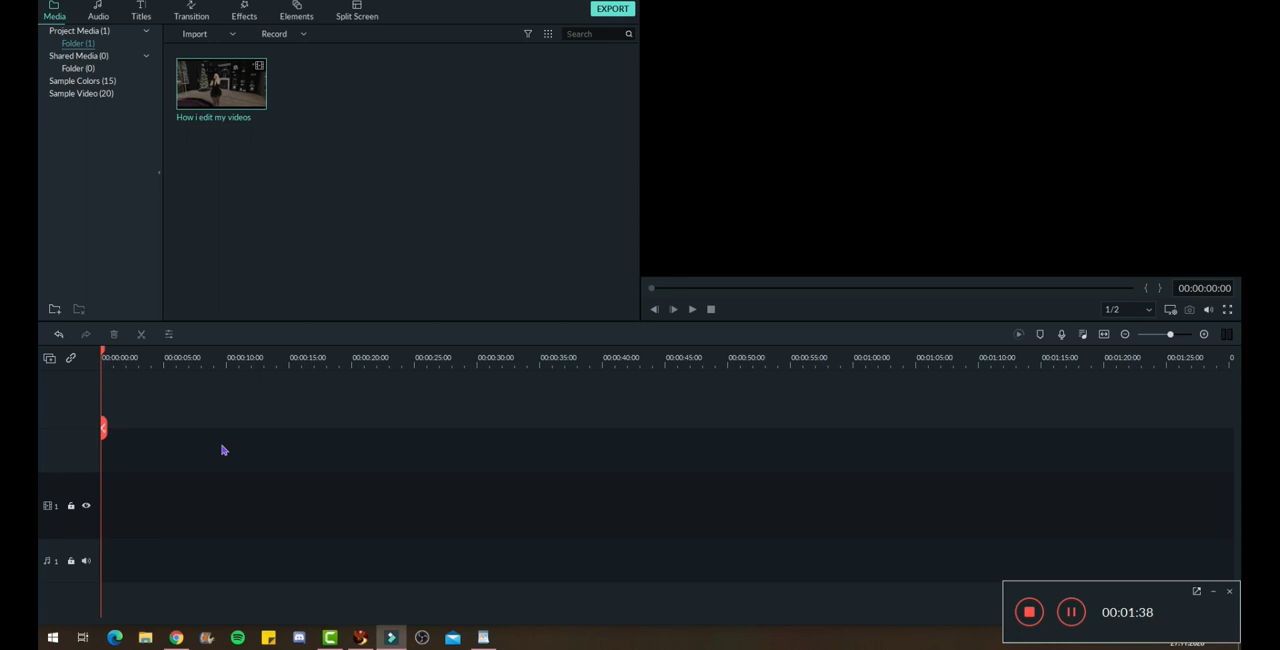 Media Audio Titles Transition Effects Elements Split Screen EXPORT
Project Media (1) Import Record Search
Folder (1)
Shared Media (0)
Folder (0)
Sample Colors (15)
Sample Video (20)
How i edit my videos
00:00:00:00
1/2
00:00:00:00 00:00:05:00 00:00:10:00 00:00:15:00 00:00:20:00 00:00:25:00 00:00:30:00 00:00:35:00 00:00:40:00 00:00:45:00 00:00:50:00 00:00:55:00 00:01:00:00 00:01:05:00 00:01:10:00 00:01:15:00 00:01:20:00 00:01:25:00 0
1
1
00:01:38